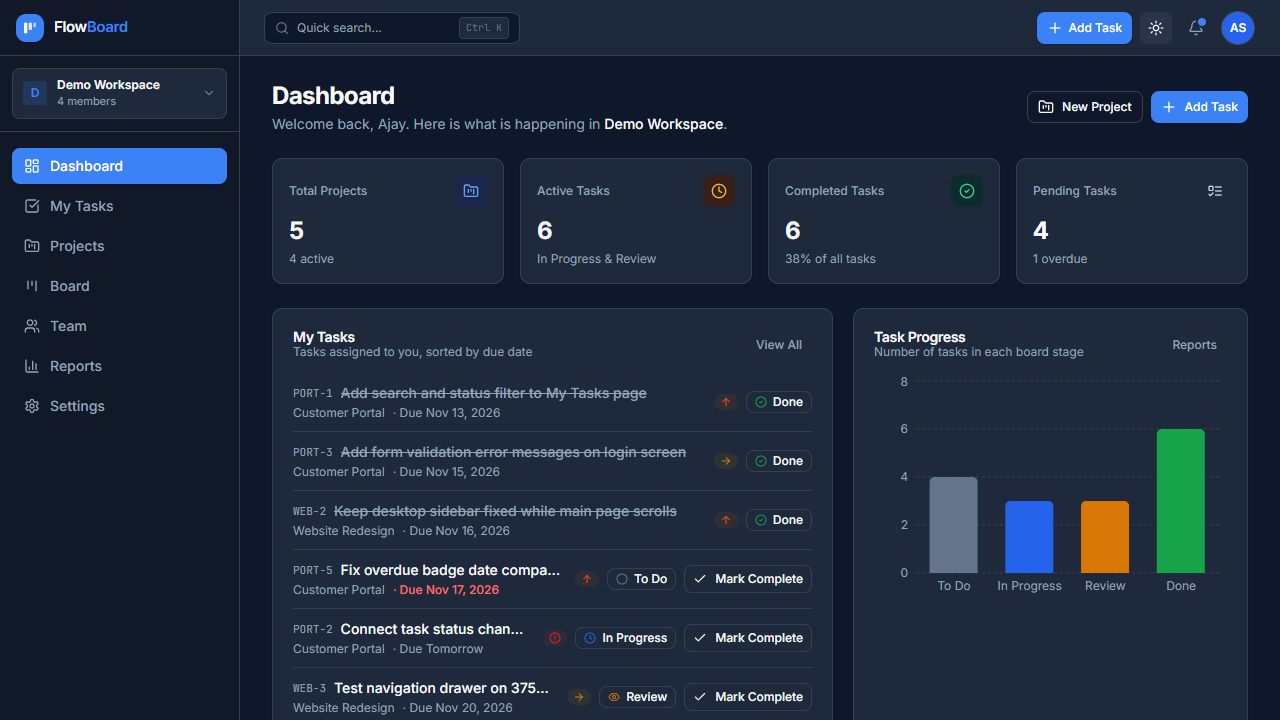 FlowBoard
Quick search...
Ctrl K
Add Task
AS
D
Demo Workspace
4 members
Dashboard
My Tasks
Projects
Board
Team
Reports
Settings
Dashboard
Welcome back, Ajay. Here is what is happening in Demo Workspace.
New Project
Add Task
Total Projects
5
4 active
Active Tasks
6
In Progress & Review
Completed Tasks
6
38% of all tasks
Pending Tasks
4
1 overdue
My Tasks
Tasks assigned to you, sorted by due date
View All
PORT-1 Add search and status filter to My Tasks page
Customer Portal · Due Nov 13, 2026
Done
PORT-3 Add form validation error messages on login screen
Customer Portal · Due Nov 15, 2026
Done
WEB-2 Keep desktop sidebar fixed while main page scrolls
Website Redesign · Due Nov 16, 2026
Done
PORT-5 Fix overdue badge date compa...
Customer Portal · Due Nov 17, 2026
To Do
Mark Complete
PORT-2 Connect task status chan...
Customer Portal · Due Tomorrow
In Progress
Mark Complete
WEB-3 Test navigation drawer on 375...
Website Redesign · Due Nov 20, 2026
Review
Mark Complete
Task Progress
Number of tasks in each board stage
Reports
8
6
4
2
0
To Do
In Progress
Review
Done